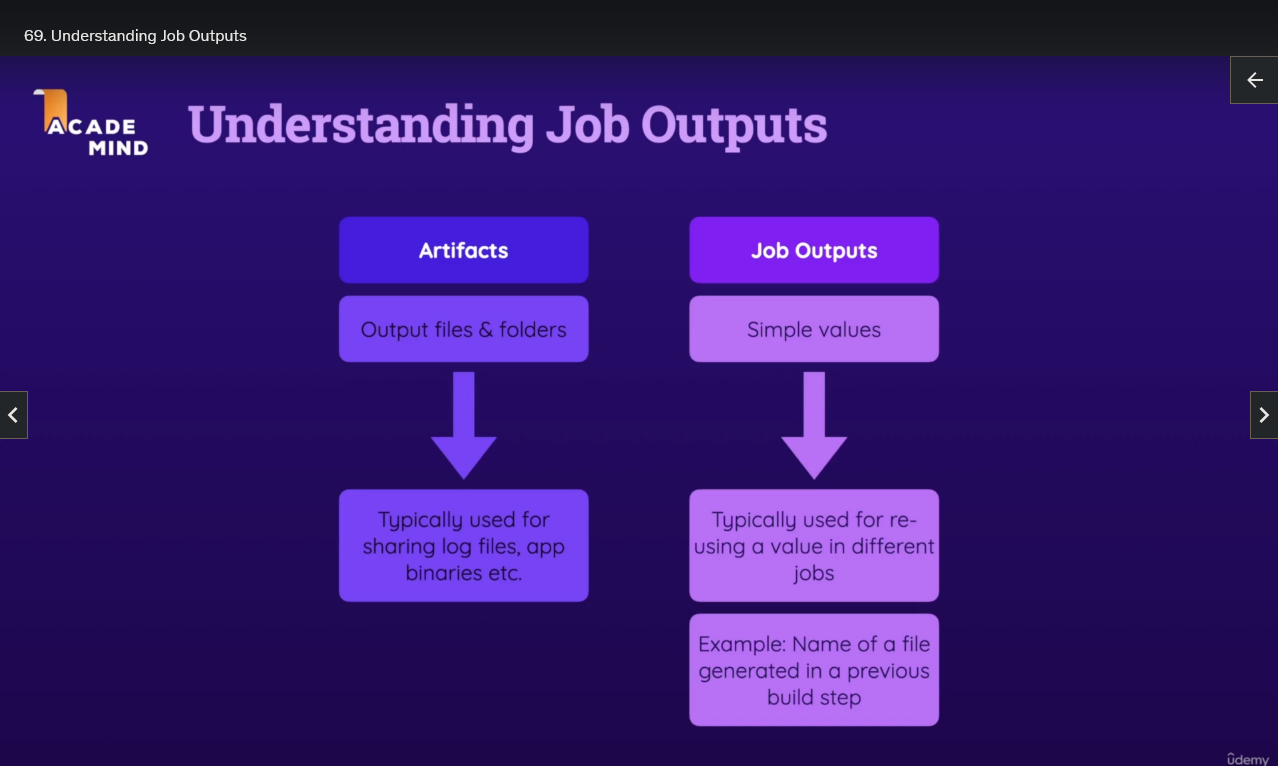 69. Understanding Job Outputs
ACADE
MIND
Understanding Job Outputs
Artifacts
Output files & folders
Typically used for
sharing log files, app
binaries etc.
Job Outputs
Simple values
Typically used for re-
using a value in different
jobs
Example: Name of a file
generated in a previous
build step
ûdemy